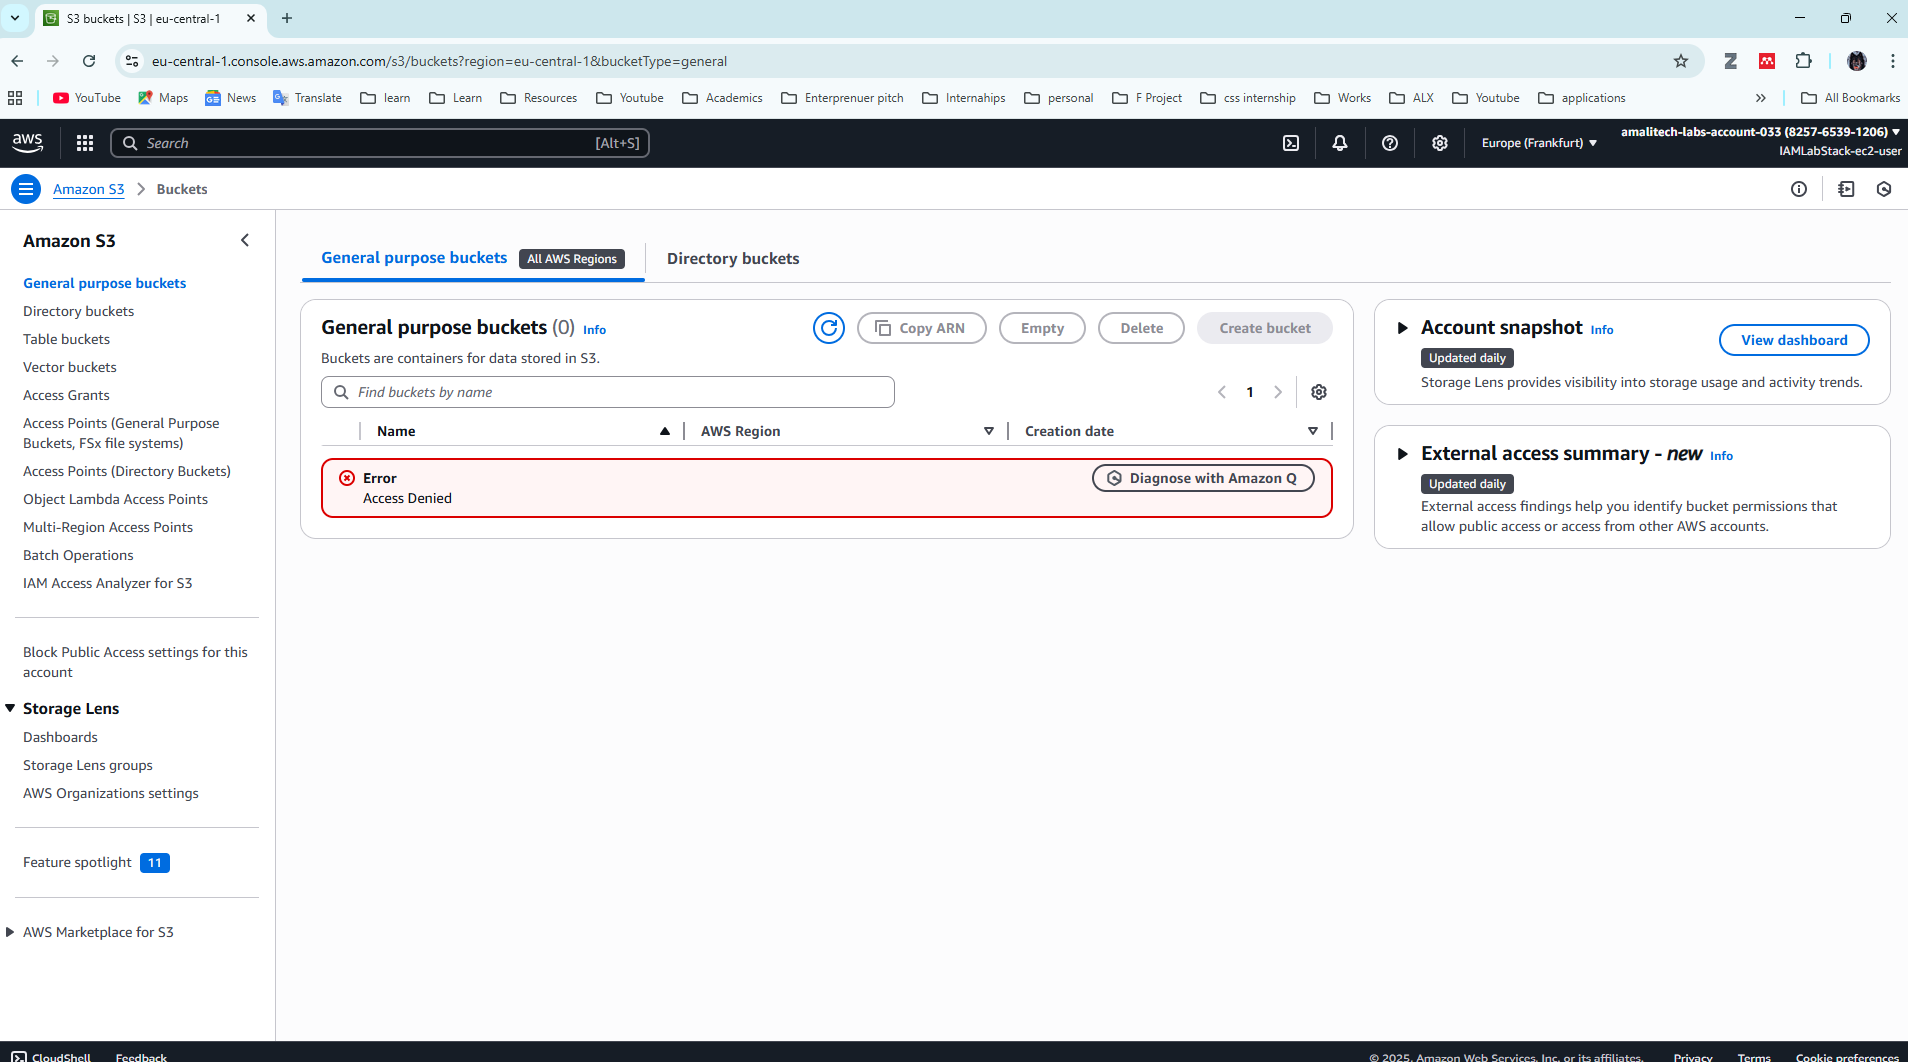 S3 buckets | S3 | eu-central-1
eu-central-1.console.aws.amazon.com/s3/buckets?region=eu-central-1&bucketType=general
YouTube
Maps
News
Translate
learn
Learn
Resources
Youtube
Academics
Enterprenuer pitch
Internahips
personal
F Project
css internship
Works
ALX
Youtube
applications
All Bookmarks
aws
Search
[Alt+S]
Europe (Frankfurt)
amalitech-labs-account-033 (8257-6539-1206)
IAMLabStack-ec2-user
Amazon S3
Buckets
Amazon S3
General purpose buckets
Directory buckets
Table buckets
Vector buckets
Access Grants
Access Points (General Purpose
Buckets, FSx file systems)
Access Points (Directory Buckets)
Object Lambda Access Points
Multi-Region Access Points
Batch Operations
IAM Access Analyzer for S3
Block Public Access settings for this
account
Storage Lens
Dashboards
Storage Lens groups
AWS Organizations settings
Feature spotlight 11
AWS Marketplace for S3
General purpose buckets All AWS Regions
Directory buckets
General purpose buckets (0) Info
Copy ARN
Empty
Delete
Create bucket
Buckets are containers for data stored in S3.
Find buckets by name
1
Name
AWS Region
Creation date
Error
Access Denied
Diagnose with Amazon Q
Account snapshot Info
Updated daily
View dashboard
Storage Lens provides visibility into storage usage and activity trends.
External access summary - new Info
Updated daily
External access findings help you identify bucket permissions that
allow public access or access from other AWS accounts.
CloudShell
Feedback
© 2025, Amazon Web Services, Inc. or its affiliates.
Privacy
Terms
Cookie preferences